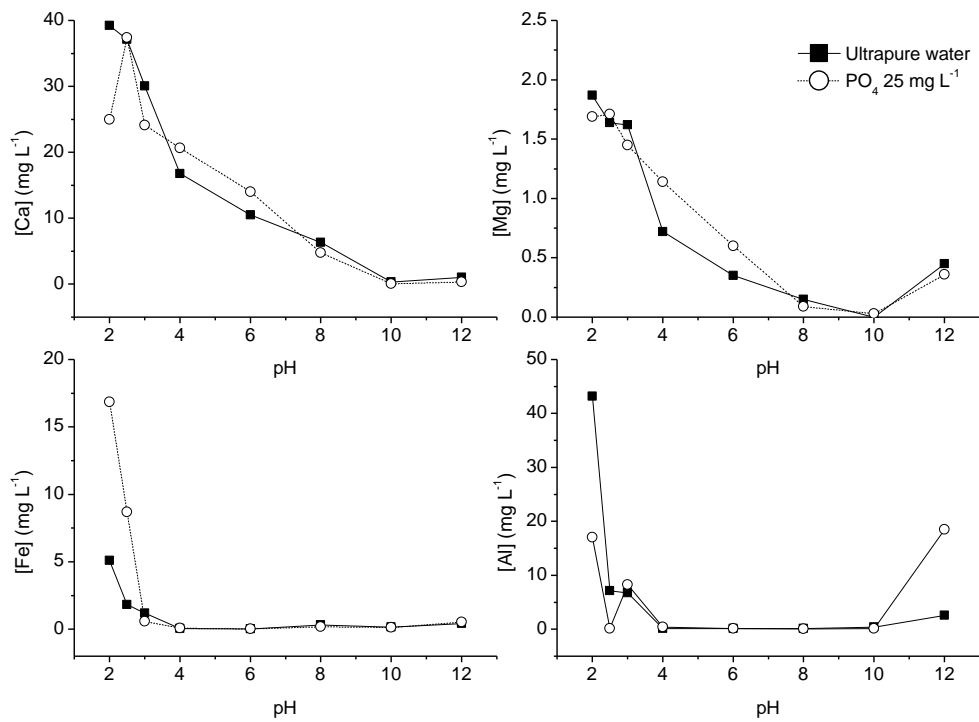 40
30
20
10
0
[Ca] (mg L⁻¹)
2 4 6 8 10 12
pH
2.5
2.0
1.5
1.0
0.5
0.0
[Mg] (mg L⁻¹)
Ultrapure water
PO₄ 25 mg L⁻¹
2 4 6 8 10 12
pH
20
15
10
5
0
[Fe] (mg L⁻¹)
2 4 6 8 10 12
pH
50
40
30
20
10
0
[Al] (mg L⁻¹)
2 4 6 8 10 12
pH